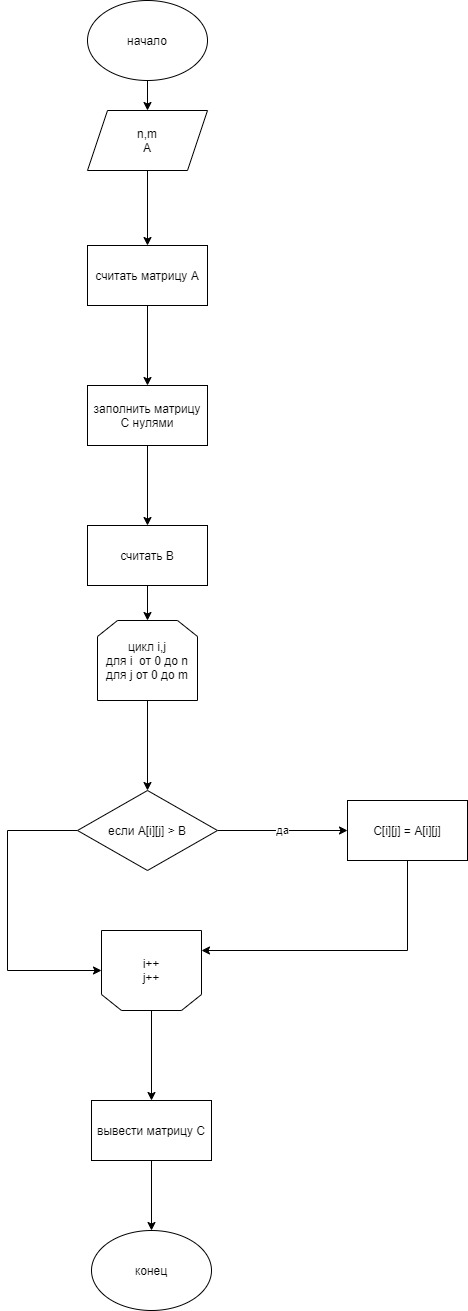 начало
n,m
A
считать матрицу А
заполнить матрицу
С нулями
считать В
цикл i,j
для i от 0 до n
для j от 0 до m
если A[i][j] > B
да
C[i][j] = A[i][j]
i++
j++
вывести матрицу С
конец